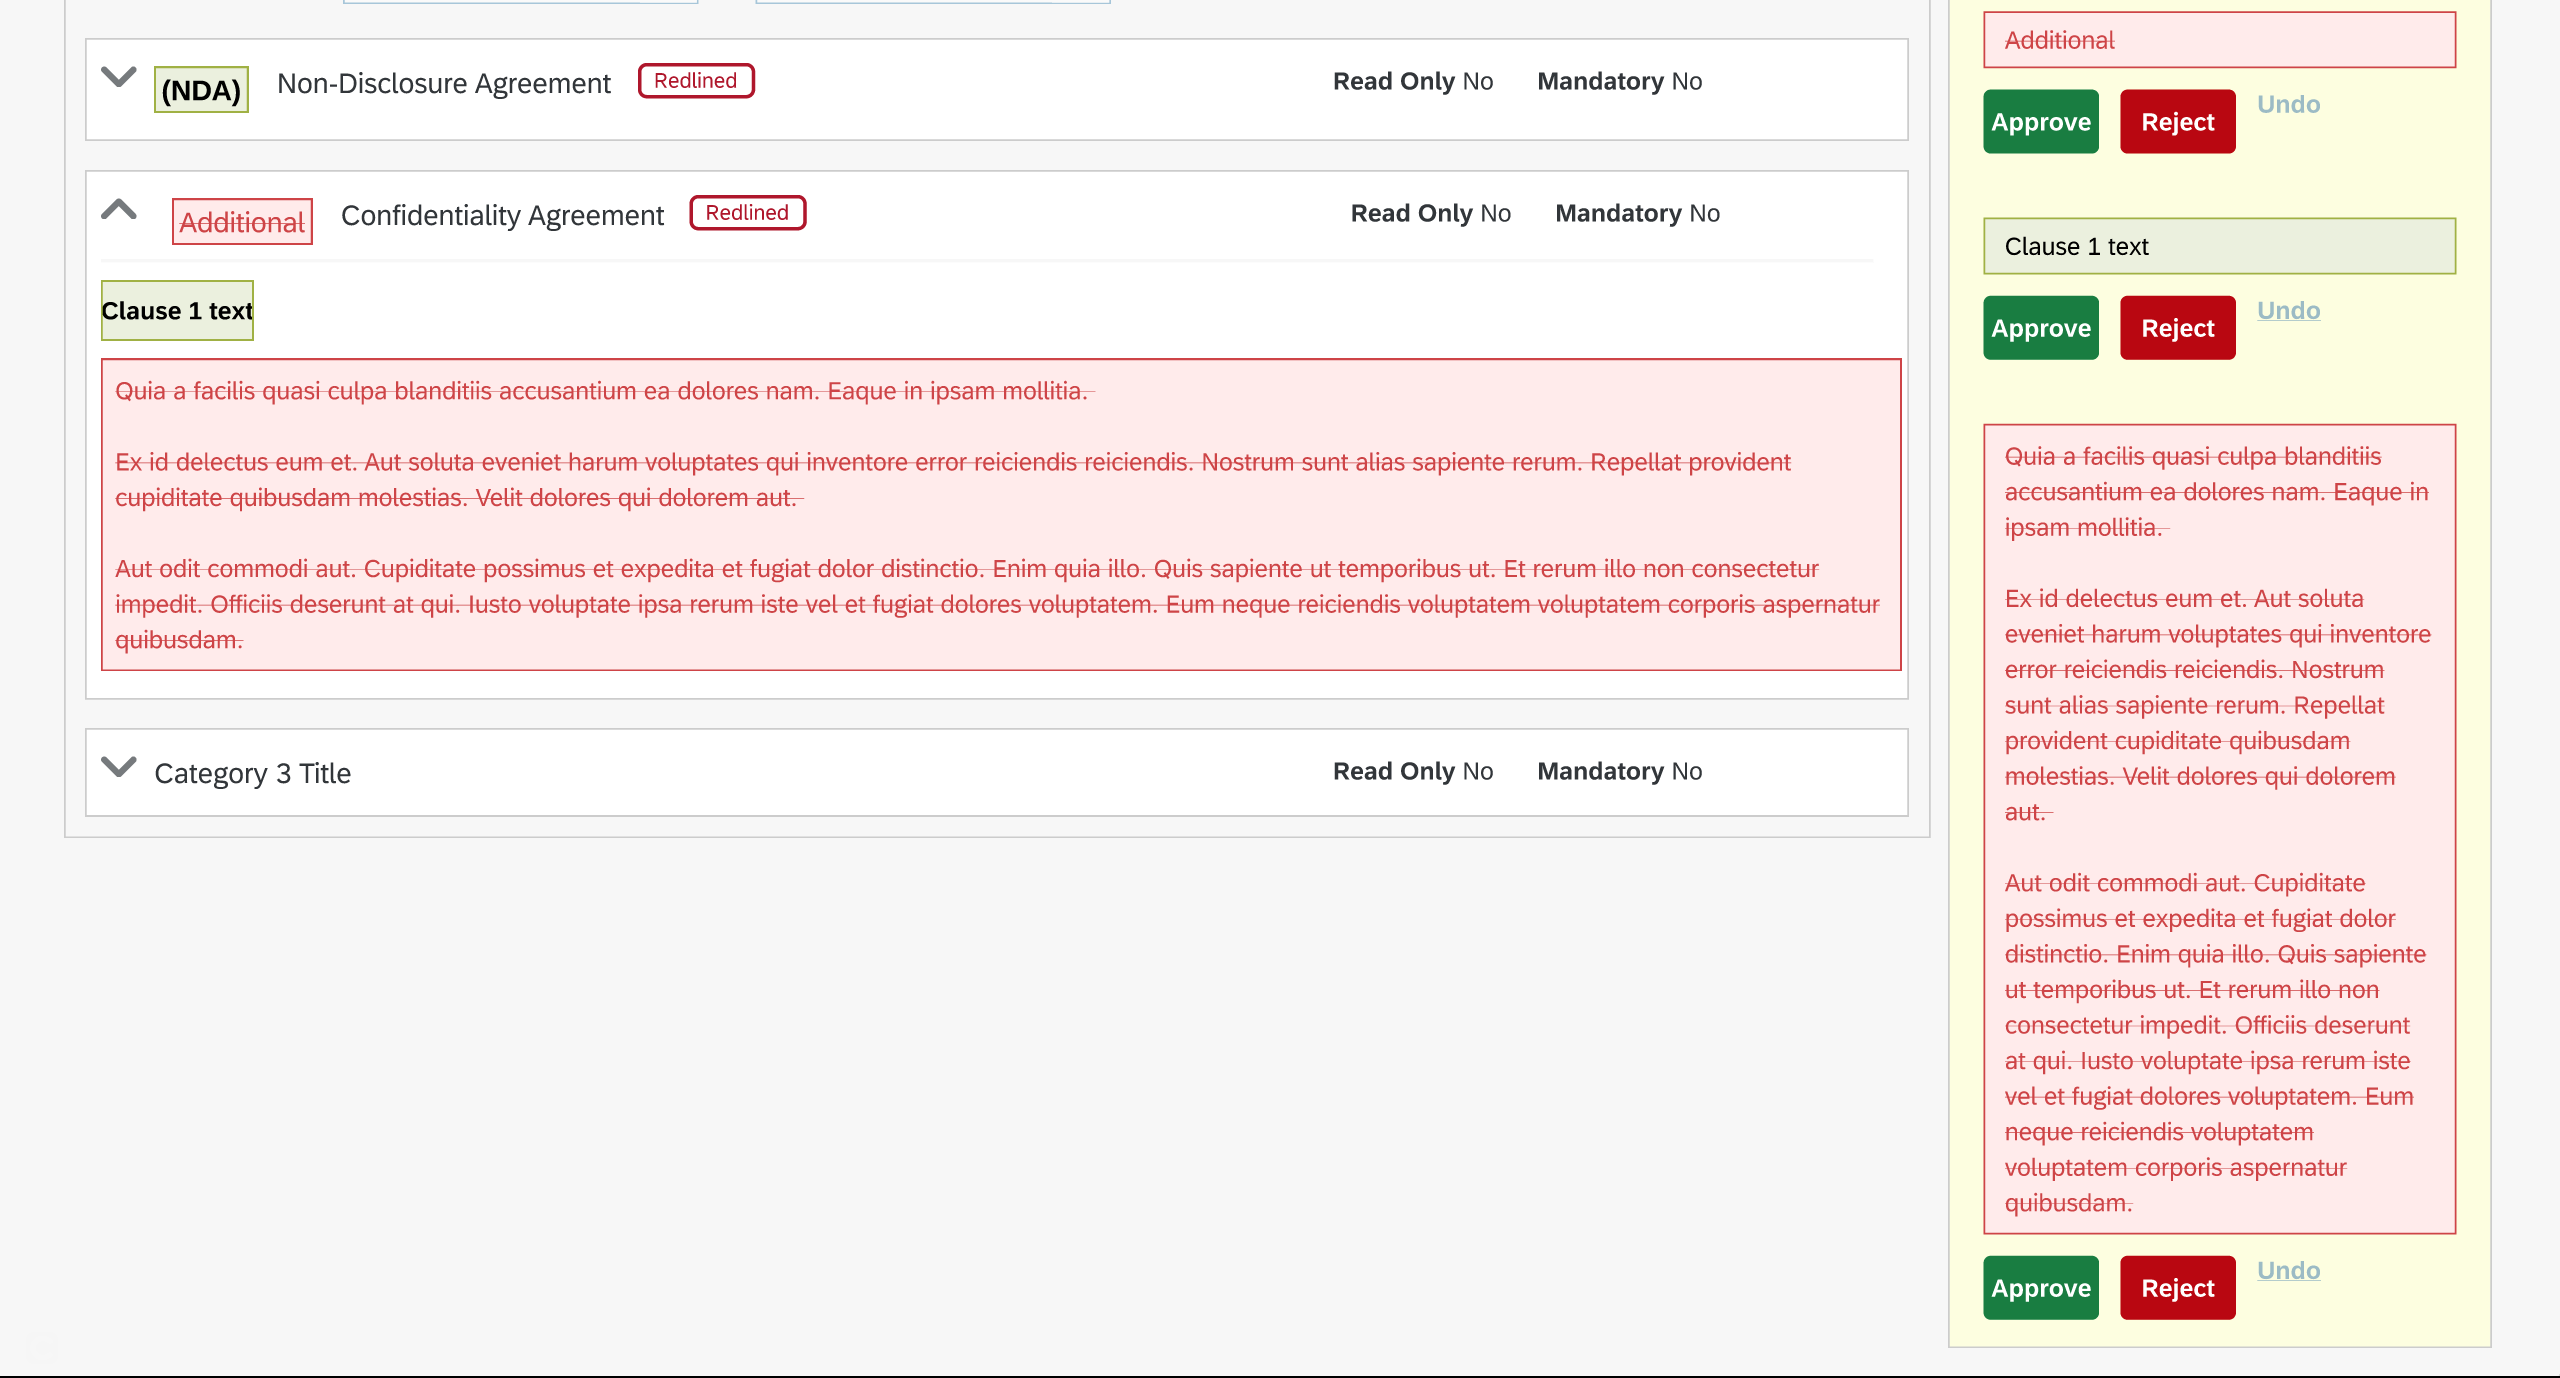 (NDA) Non-Disclosure Agreement Redlined Read Only No Mandatory No
Additional Confidentiality Agreement Redlined Read Only No Mandatory No
Clause 1 text
Quia a facilis quasi culpa blanditiis accusantium ea dolores nam. Eaque in ipsam mollitia.
Ex id delectus eum et. Aut soluta eveniet harum voluptates qui inventore error reiciendis reiciendis. Nostrum sunt alias sapiente rerum. Repellat provident
cupiditate quibusdam molestias. Velit dolores qui dolorem aut.
Aut odit commodi aut. Cupiditate possimus et expedita et fugiat dolor distinctio. Enim quia illo. Quis sapiente ut temporibus ut. Et rerum illo non consectetur
impedit. Officiis deserunt at qui. Iusto voluptate ipsa rerum iste vel et fugiat dolores voluptatem. Eum neque reiciendis voluptatem voluptatem corporis aspernatur
quibusdam.
Category 3 Title Read Only No Mandatory No
Additional
Approve Reject Undo
Clause 1 text
Approve Reject Undo
Quia a facilis quasi culpa blanditiis
accusantium ea dolores nam. Eaque in
ipsam mollitia.
Ex id delectus eum et. Aut soluta
eveniet harum voluptates qui inventore
error reiciendis reiciendis. Nostrum
sunt alias sapiente rerum. Repellat
provident cupiditate quibusdam
molestias. Velit dolores qui dolorem
aut.
Aut odit commodi aut. Cupiditate
possimus et expedita et fugiat dolor
distinctio. Enim quia illo. Quis sapiente
ut temporibus ut. Et rerum illo non
consectetur impedit. Officiis deserunt
at qui. Iusto voluptate ipsa rerum iste
vel et fugiat dolores voluptatem. Eum
neque reiciendis voluptatem
voluptatem corporis aspernatur
quibusdam.
Approve Reject Undo